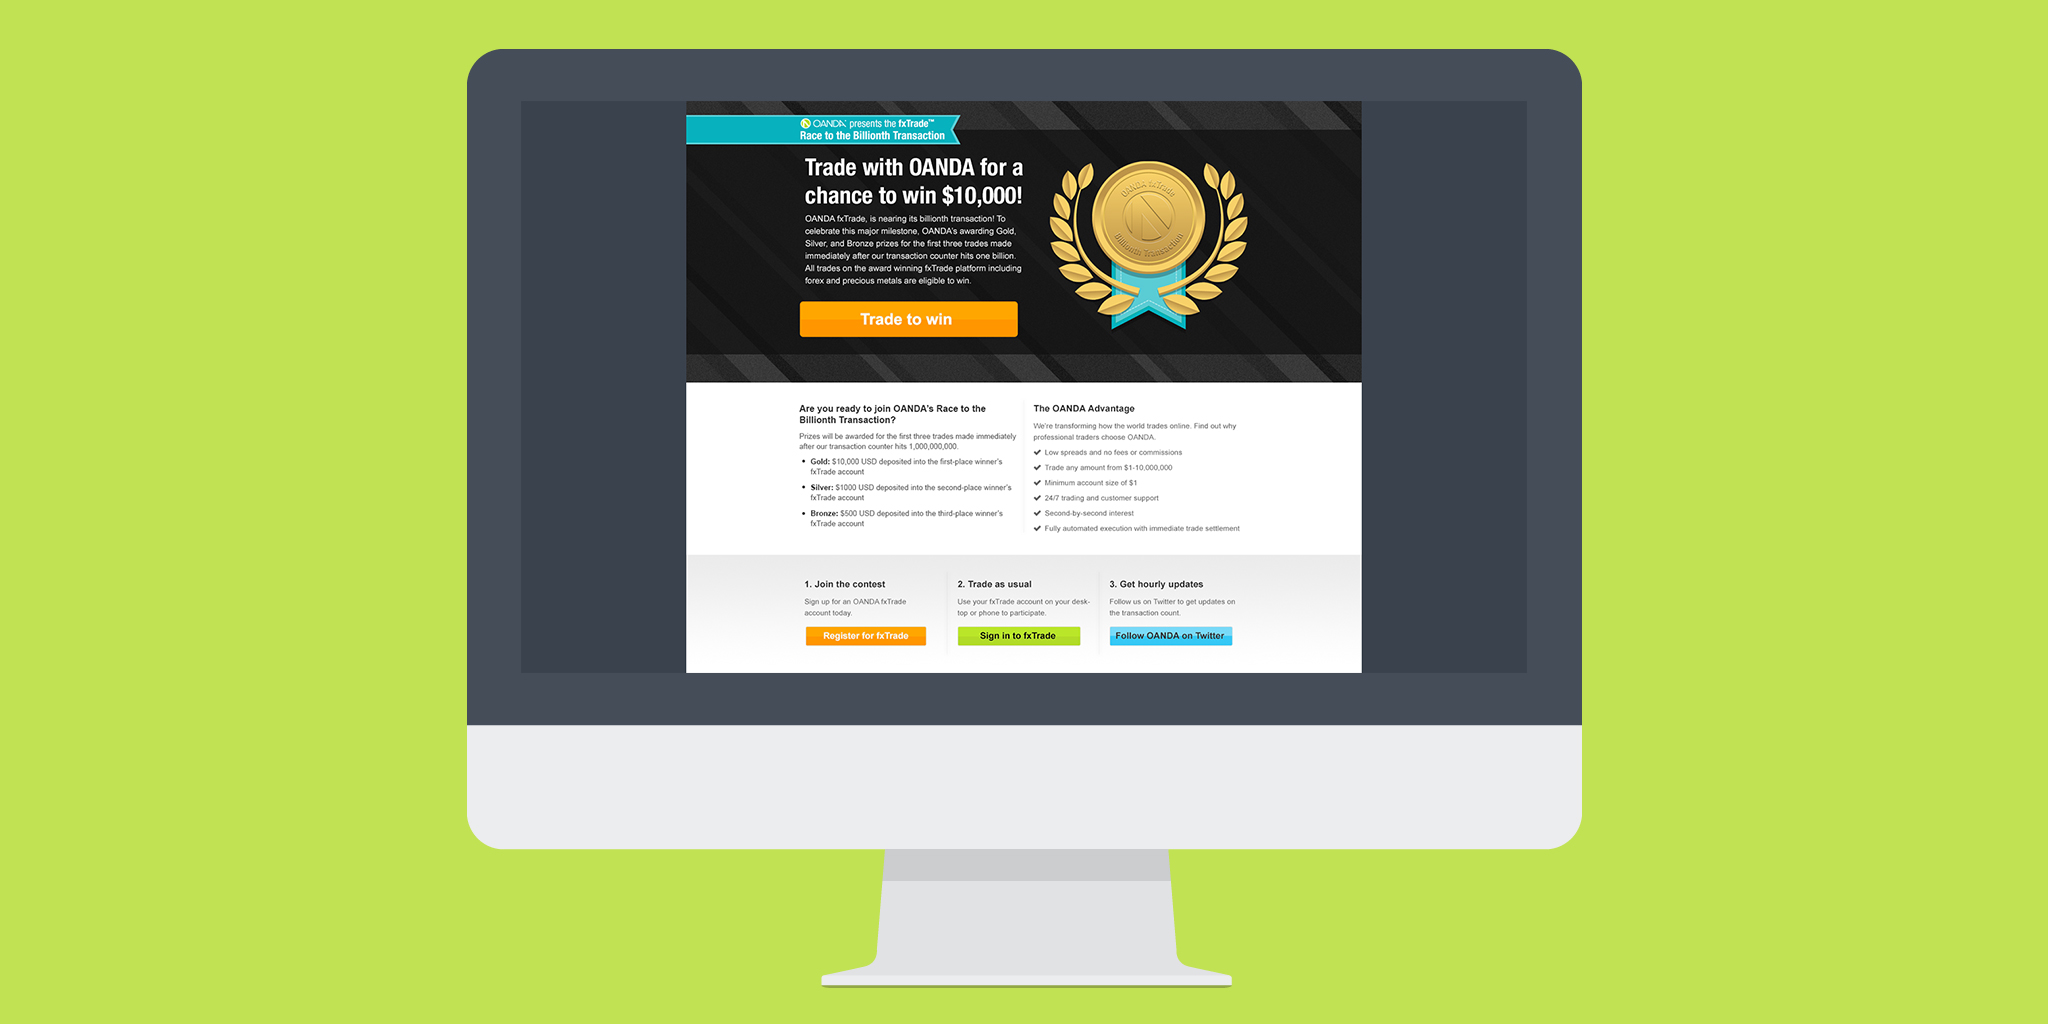 OANDA presents the fxTrade™
Race to the Billionth Transaction
Trade with OANDA for a
chance to win $10,000!
OANDA fxTrade, is nearing its billionth transaction! To
celebrate this major milestone, OANDA's awarding Gold,
Silver, and Bronze prizes for the first three trades made
immediately after our transaction counter hits one billion.
All trades on the award winning fxTrade platform including
forex and precious metals are eligible to win.
Trade to win
OANDA fxTrade
Billionth Transaction
Are you ready to join OANDA's Race to the
Billionth Transaction?
Prizes will be awarded for the first three trades made immediately
after our transaction counter hits 1,000,000,000.
• Gold: $10,000 USD deposited into the first-place winner's
fxTrade account
• Silver: $1000 USD deposited into the second-place winner's
fxTrade account
• Bronze: $500 USD deposited into the third-place winner's
fxTrade account
The OANDA Advantage
We're transforming how the world trades online. Find out why
professional traders choose OANDA.
✔ Low spreads and no fees or commissions
✔ Trade any amount from $1-10,000,000
✔ Minimum account size of $1
✔ 24/7 trading and customer support
✔ Second-by-second interest
✔ Fully automated execution with immediate trade settlement
1. Join the contest
Sign up for an OANDA fxTrade
account today.
Register for fxTrade
2. Trade as usual
Use your fxTrade account on your desk-
top or phone to participate.
Sign in to fxTrade
3. Get hourly updates
Follow us on Twitter to get updates on
the transaction count.
Follow OANDA on Twitter